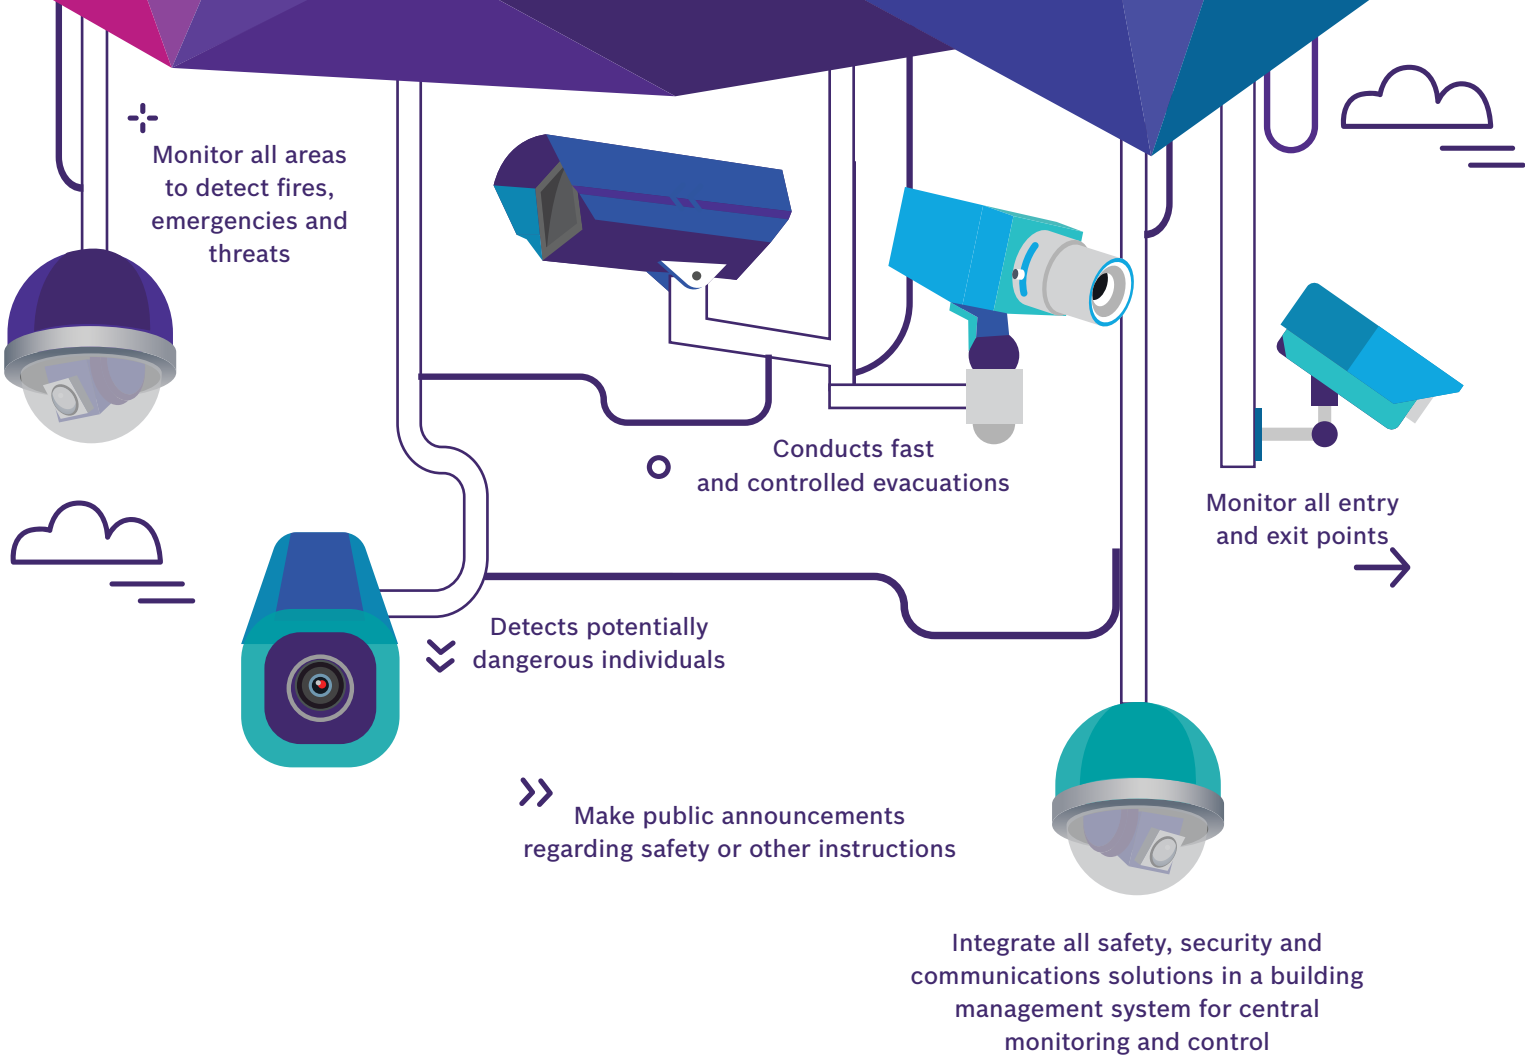 Monitor all areas
to detect fires,
emergencies and
threats
Conducts fast
and controlled evacuations
Monitor all entry
and exit points
Detects potentially
dangerous individuals
Make public announcements
regarding safety or other instructions
Integrate all safety, security and
communications solutions in a building
management system for central
monitoring and control